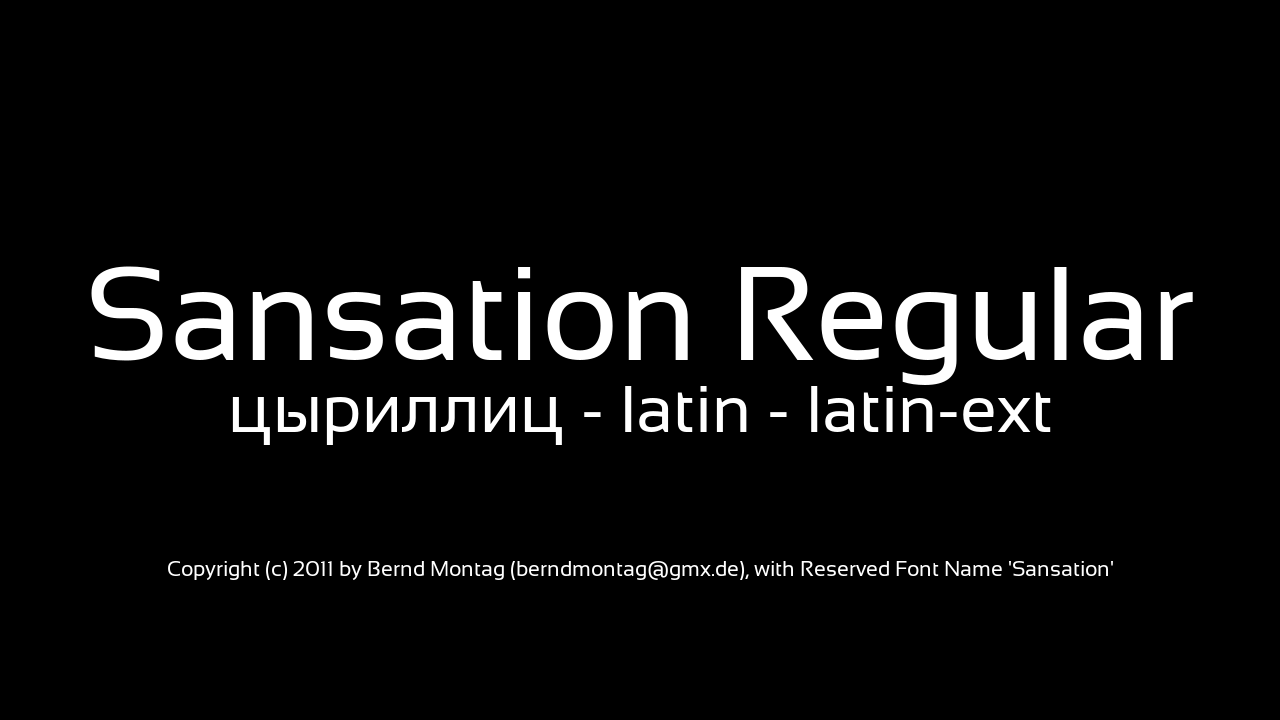 Sansation Regular
цыриллиц - latin - latin-ext
Copyright (c) 2011 by Bernd Montag (berndmontag@gmx.de), with Reserved Font Name 'Sansation'